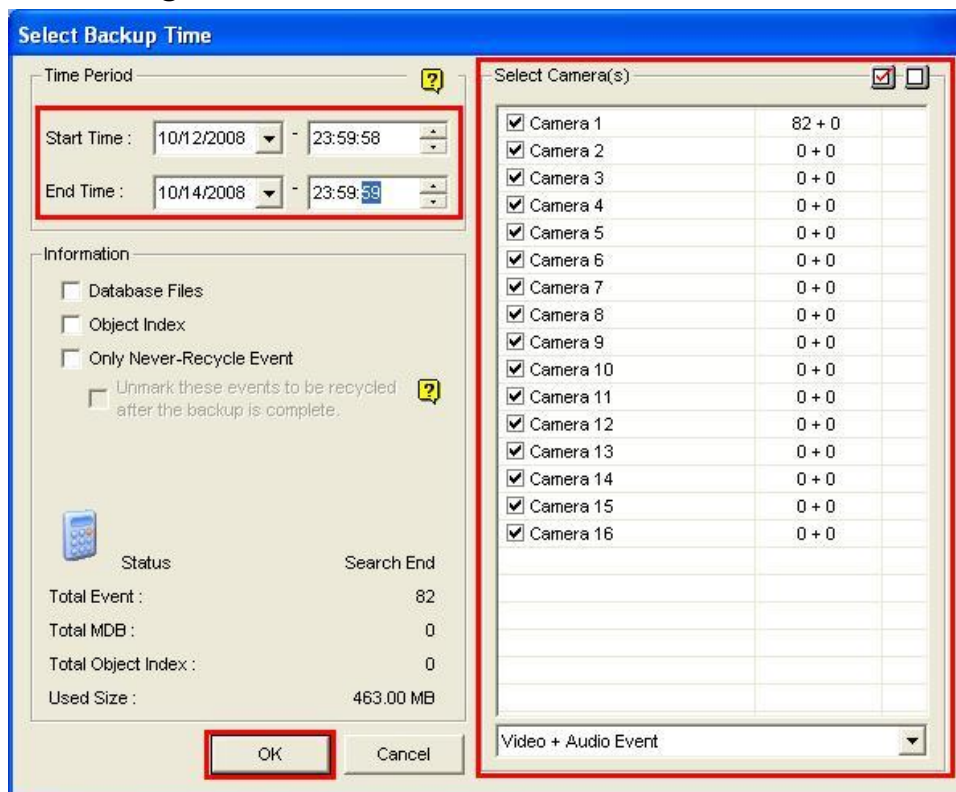 Select Backup Time
Time Period
Start Time : 10/12/2008 - 23:59:58
End Time : 10/14/2008 - 23:59:59
Information
Database Files
Object Index
Only Never-Recycle Event
Unmark these events to be recycled
after the backup is complete.
Status Search End
Total Event : 82
Total MDB : 0
Total Object Index : 0
Used Size : 463.00 MB
OK Cancel
Select Camera(s)
Camera 1 82 + 0
Camera 2 0 + 0
Camera 3 0 + 0
Camera 4 0 + 0
Camera 5 0 + 0
Camera 6 0 + 0
Camera 7 0 + 0
Camera 8 0 + 0
Camera 9 0 + 0
Camera 10 0 + 0
Camera 11 0 + 0
Camera 12 0 + 0
Camera 13 0 + 0
Camera 14 0 + 0
Camera 15 0 + 0
Camera 16 0 + 0
Video + Audio Event